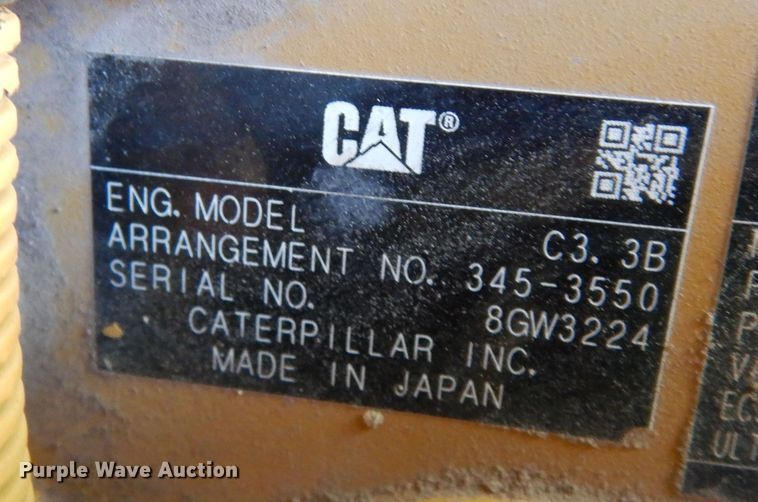 CAT®
ENG. MODEL C3. 3B
ARRANGEMENT NO. 345-3550
SERIAL NO. 8GW3224
CATERPILLAR INC.
MADE IN JAPAN
Purple Wave Auction